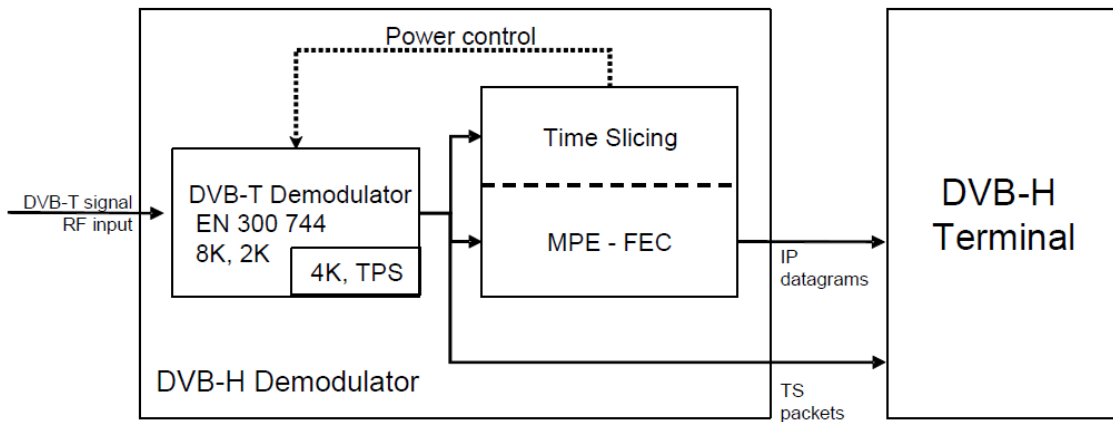 Power control
Time Slicing
DVB-T Demodulator
EN 300 744
8K, 2K
4K, TPS
DVB-T signal
RF input
MPE - FEC
IP
datagrams
DVB-H
Terminal
DVB-H Demodulator
TS
packets